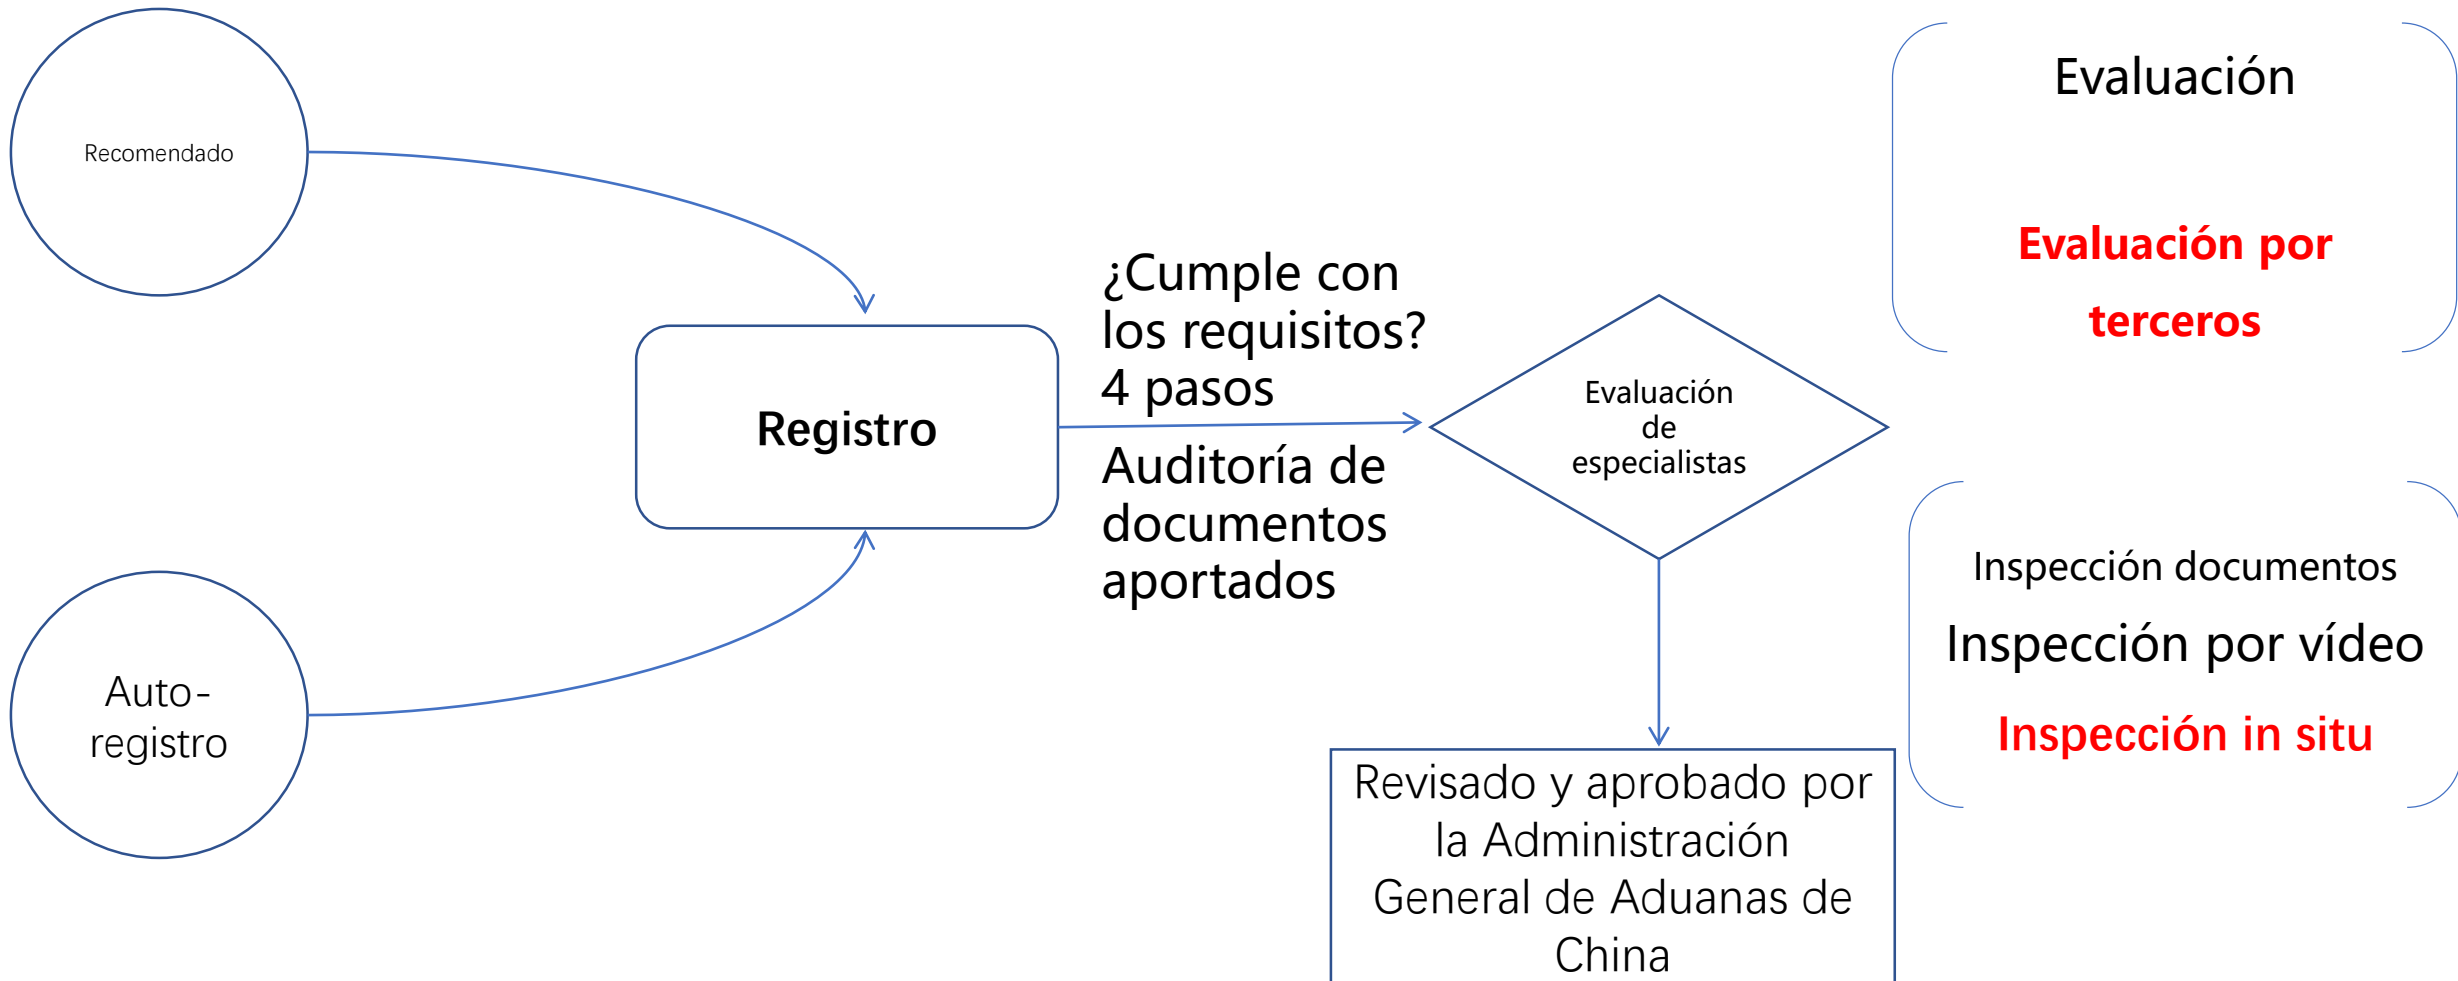 Recomendado
Auto-
registro
Registro
¿Cumple con
los requisitos?
4 pasos
Auditoría de
documentos
aportados
Evaluación
de
especialistas
Revisado y aprobado por
la Administración
General de Aduanas de
China
Evaluación
Evaluación por
terceros
Inspección documentos
Inspección por vídeo
Inspección in situ